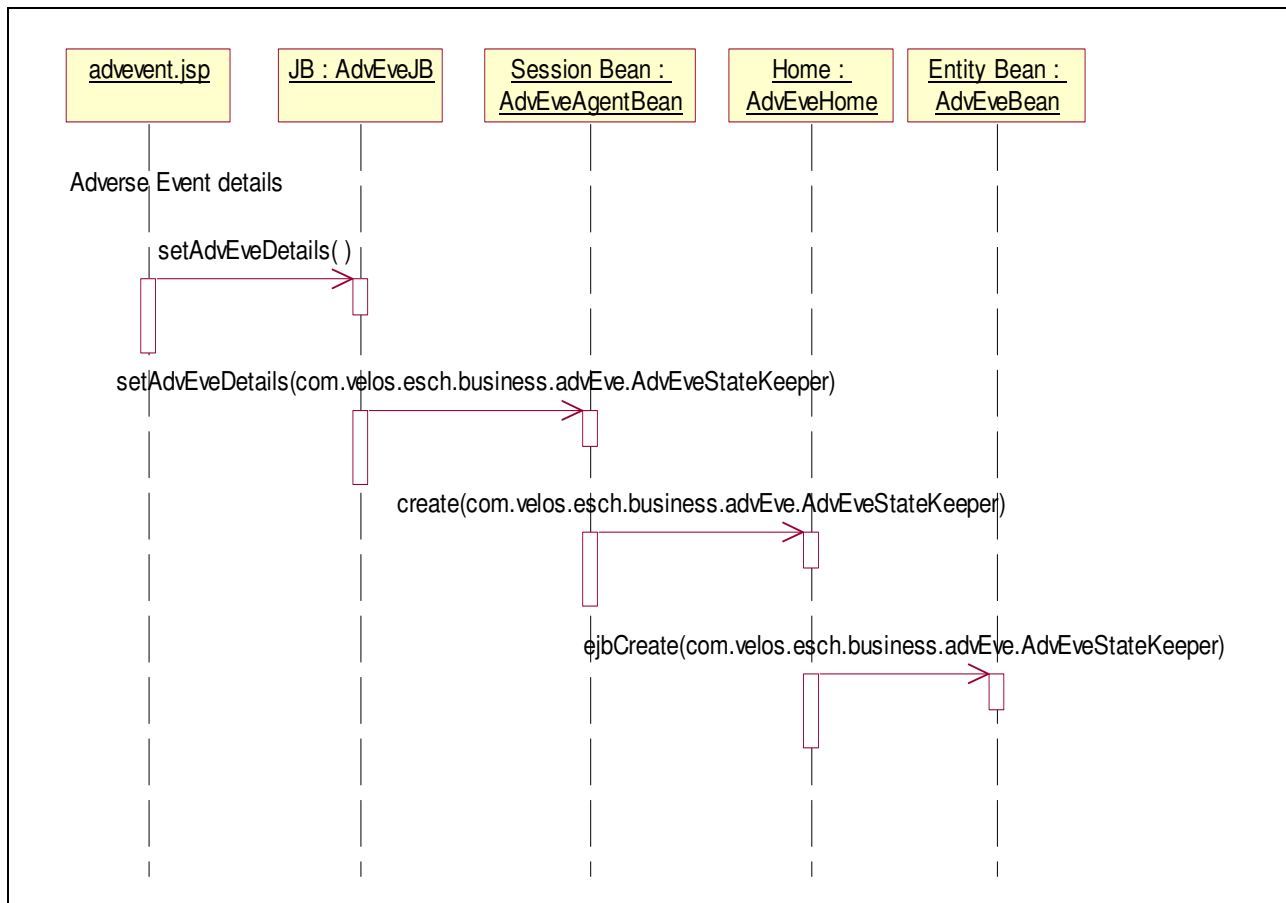 advevent.jsp
JB : AdvEveJB
Session Bean :
AdvEveAgentBean
Home :
AdvEveHome
Entity Bean :
AdvEveBean
Adverse Event details
setAdvEveDetails( )
setAdvEveDetails(com.velos.esch.business.advEve.AdvEveStateKeeper)
create(com.velos.esch.business.advEve.AdvEveStateKeeper)
ejbCreate(com.velos.esch.business.advEve.AdvEveStateKeeper)